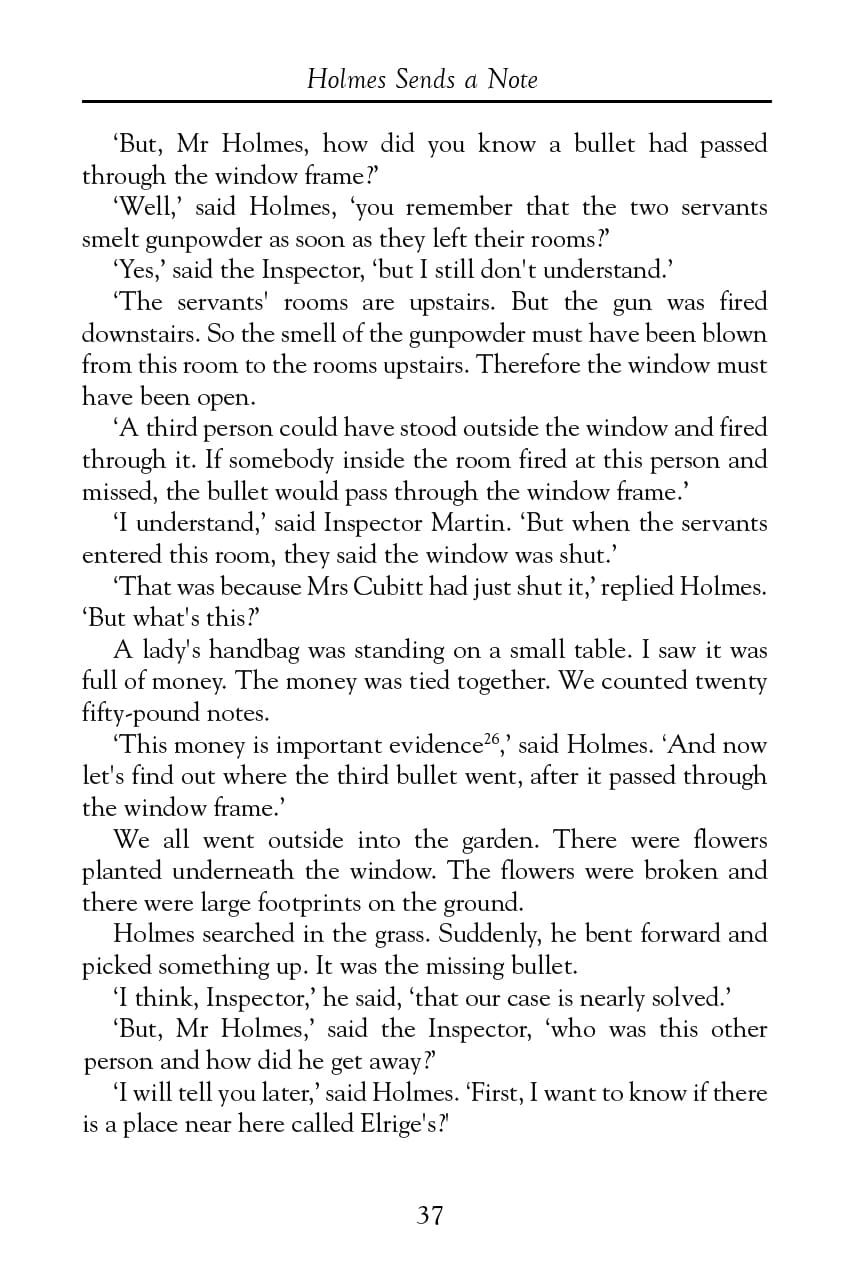 Holmes Sends a Note
‘But, Mr Holmes, how did you know a bullet had passed
through the window frame?’
‘Well,’ said Holmes, ‘you remember that the two servants
smelt gunpowder as soon as they left their rooms?’
‘Yes,’ said the Inspector, ‘but I still don't understand.’
‘The servants' rooms are upstairs. But the gun was fired
downstairs. So the smell of the gunpowder must have been blown
from this room to the rooms upstairs. Therefore the window must
have been open.
‘A third person could have stood outside the window and fired
through it. If somebody inside the room fired at this person and
missed, the bullet would pass through the window frame.’
‘I understand,’ said Inspector Martin. ‘But when the servants
entered this room, they said the window was shut.’
‘That was because Mrs Cubitt had just shut it,’ replied Holmes.
‘But what's this?’
A lady's handbag was standing on a small table. I saw it was
full of money. The money was tied together. We counted twenty
fifty-pound notes.
‘This money is important evidence²⁶,’ said Holmes. ‘And now
let's find out where the third bullet went, after it passed through
the window frame.’
We all went outside into the garden. There were flowers
planted underneath the window. The flowers were broken and
there were large footprints on the ground.
Holmes searched in the grass. Suddenly, he bent forward and
picked something up. It was the missing bullet.
‘I think, Inspector,’ he said, ‘that our case is nearly solved.’
‘But, Mr Holmes,’ said the Inspector, ‘who was this other
person and how did he get away?’
‘I will tell you later,’ said Holmes. ‘First, I want to know if there
is a place near here called Elrige's?'
37